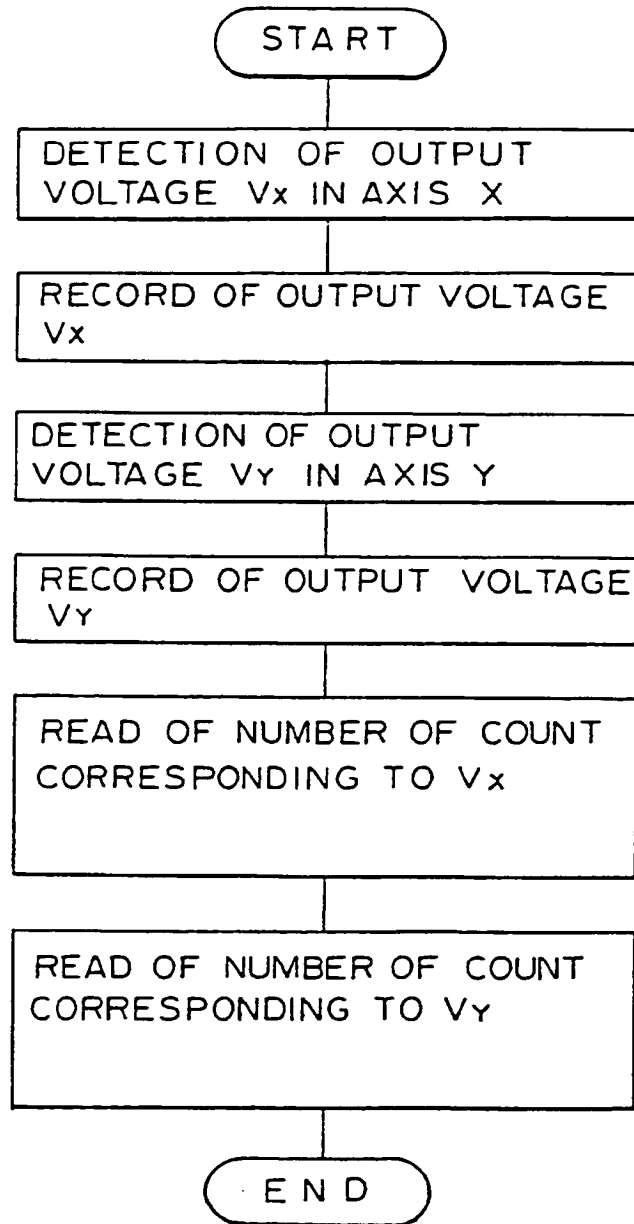 START
DETECTION OF OUTPUT
VOLTAGE Vx IN AXIS X
RECORD OF OUTPUT VOLTAGE
Vx
DETECTION OF OUTPUT
VOLTAGE VY IN AXIS Y
RECORD OF OUTPUT VOLTAGE
VY
READ OF NUMBER OF COUNT
CORRESPONDING TO Vx
READ OF NUMBER OF COUNT
CORRESPONDING TO VY
END